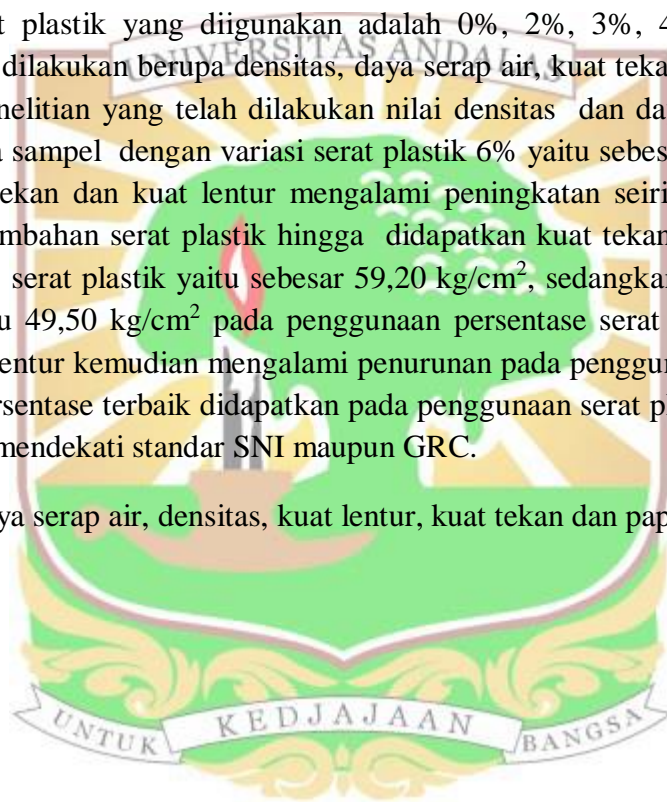 t plastik yang diigunakan adalah 0%, 2%, 3%, 4
UNIVERSITAS ANDALAS
dilakukan berupa densitas, daya serap air, kuat teka
nelitian yang telah dilakukan nilai densitas dan da
a sampel dengan variasi serat plastik 6% yaitu sebes
ekan dan kuat lentur mengalami peningkatan seiri
mbahan serat plastik hingga didapatkan kuat tekan
serat plastik yaitu sebesar 59,20 kg/cm², sedangkan
u 49,50 kg/cm² pada penggunaan persentase serat
entur kemudian mengalami penurunan pada penggun
rsentase terbaik didapatkan pada penggunaan serat pl
mendekati standar SNI maupun GRC.
ya serap air, densitas, kuat lentur, kuat tekan dan pap
UNTUK KEDJAJAAN BANGSA